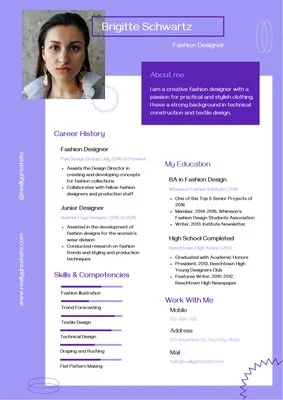 Brigitte Schwartz
Fashion Designer
About me
I am a creative fashion designer with a
passion for practical and stylish clothing.
I have a strong background in technical
construction and textile design.
Career History
Fashion Designer
Pak Design Group | July 2016 to Present
Assists the Design Director in
creating and developing concepts
for fashion collections
Collaborates with fellow fashion
designers and production staff
Junior Designer
Designs | 2015 to 2016
Assisted in the development of
fashion designs for the women's
wear division
Conducted research on fashion
trends and styling and production
techniques
Skills & Competencies
Fashion Illustration
Trend Forecasting
Textile Design
Technical Design
Draping and Ruching
Flat Pattern Making
My Education
BA in Fashion Design
Fashion Institute | 2016
One of the Top 5 Senior Projects of
2016
Member, 2014-2016, Whimson's
Fashion Design Students Association
Writer, 2013, Institute Newsletter
High School Completed
Beechtown High School | 2013
Graduated with Academic Honors
President, 2013, Beechtown High
Young Designers Club
Features Writer, 2010-2012,
Beechtown High Newspaper
Work With Me
Mobile
Address
123 Anywhere St., Any City, State
Mail
hello@reallygreatsite.com
@reallygreatsite
www.reallygreatsite.com